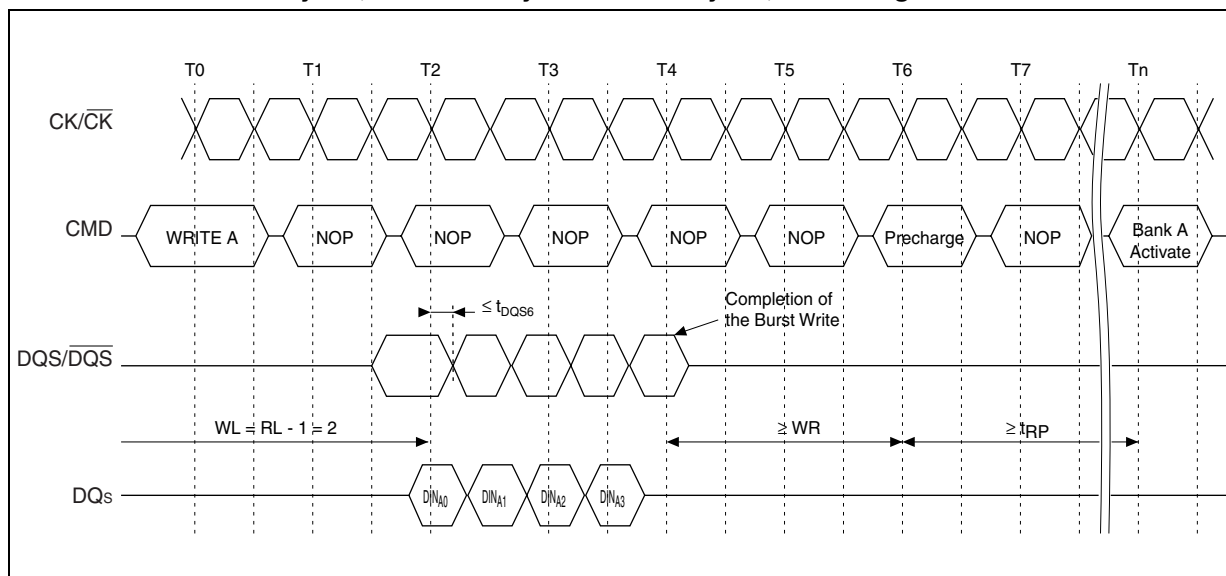 T0 T1 T2 T3 T4 T5 T6 T7 Tn
CK/CK
CMD WRITE A NOP NOP NOP NOP NOP Precharge NOP Bank A Activate
≤ tDQS6
Completion of
the Burst Write
DQS/DQS
WL = RL - 1 = 2 ≥ WR ≥ tRP
DQs DINA0 DINA1 DINA2 DINA3